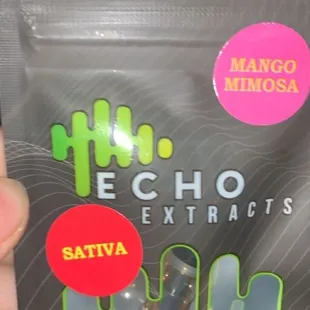 MANGO
MIMOSA
ECHO
EXTRACTS
SATIVA